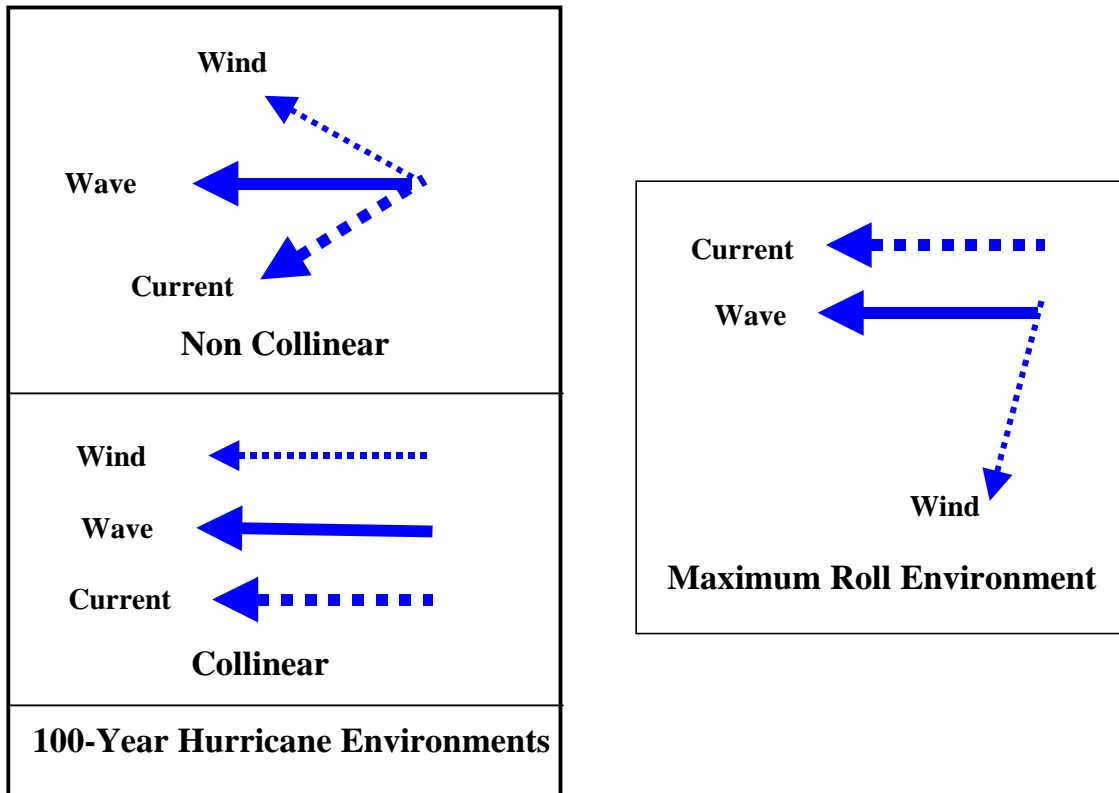 Wind
Wave
Current
Non Collinear
Wind
Wave
Current
Collinear
100-Year Hurricane Environments
Current
Wave
Wind
Maximum Roll Environment